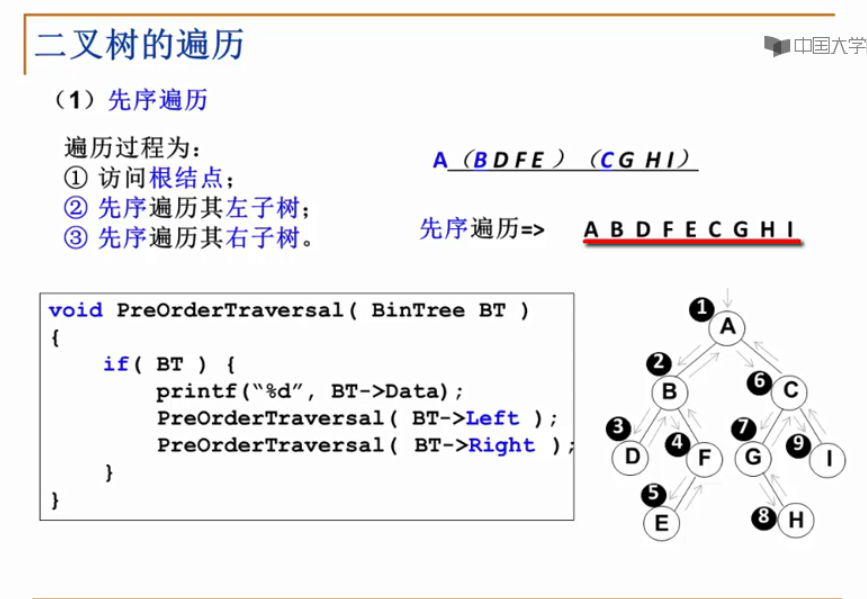 二叉树的遍历
中国大学
（1）先序遍历
遍历过程为：
① 访问根结点；
② 先序遍历其左子树；
③ 先序遍历其右子树。
A（B D F E ）（C G H I）
先序遍历=> A B D F E C G H I
void PreOrderTraversal( BinTree BT )
{
if( BT ) {
printf(“%d”, BT->Data);
PreOrderTraversal( BT->Left );
PreOrderTraversal( BT->Right );
}
}
1
A
2
B
6
C
3
D
4
F
7
G
9
I
5
E
8
H